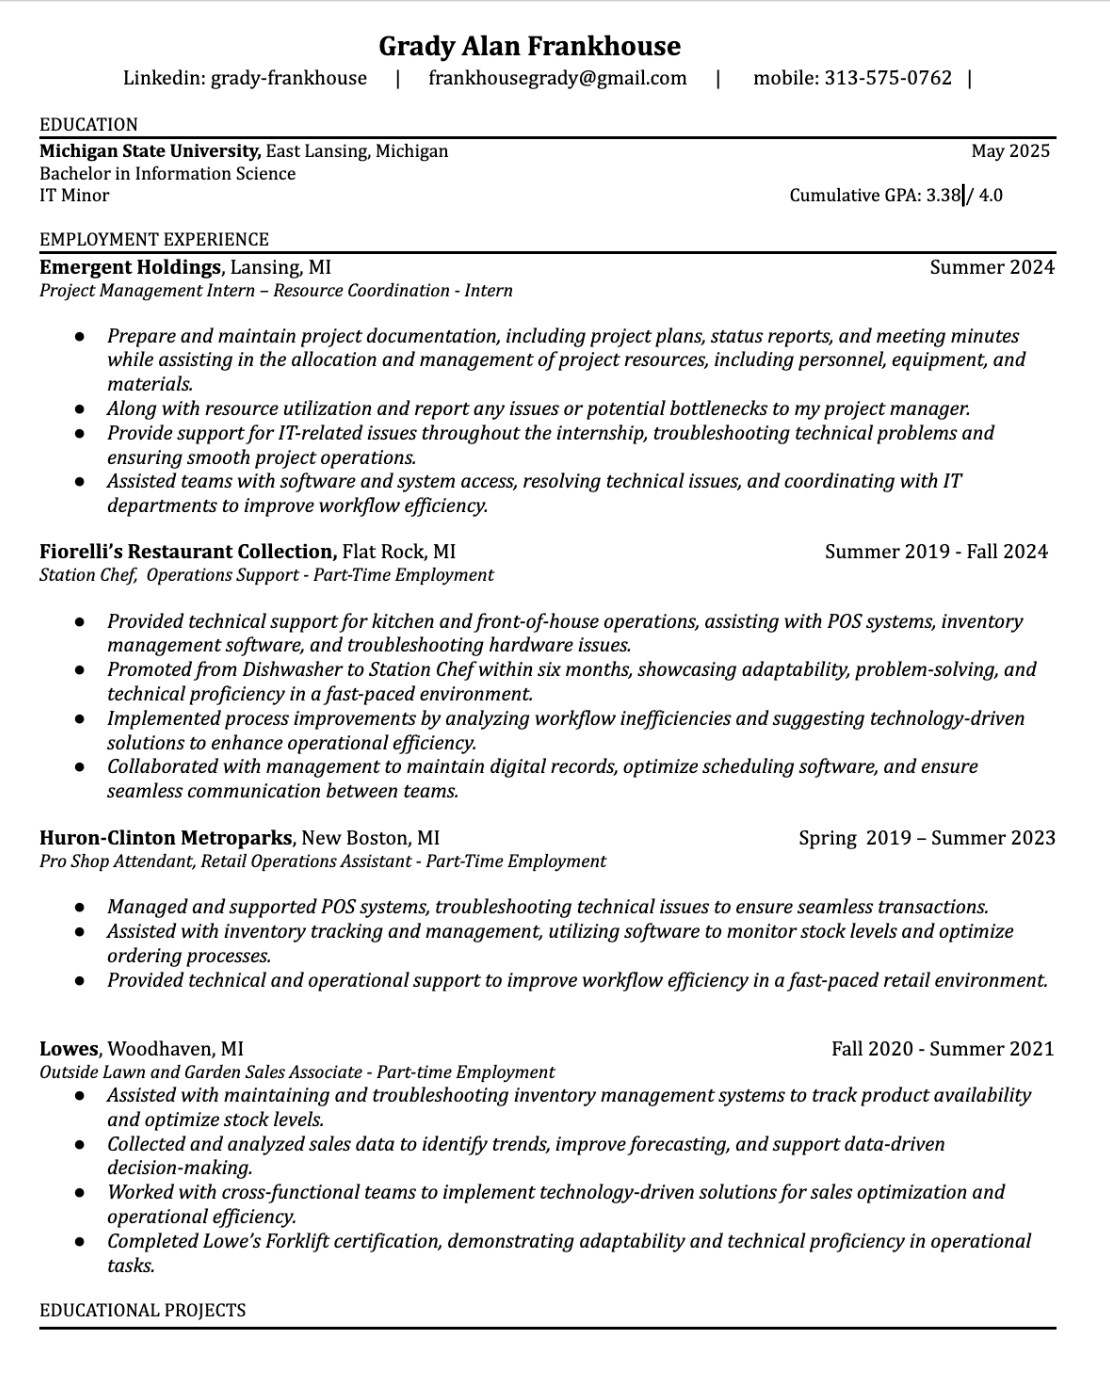 Grady Alan Frankhouse
Linkedin: grady-frankhouse | frankhousegrady@gmail.com | mobile: 313-575-0762 |
EDUCATION
Michigan State University, East Lansing, Michigan May 2025
Bachelor in Information Science
IT Minor Cumulative GPA: 3.38/ 4.0
EMPLOYMENT EXPERIENCE
Emergent Holdings, Lansing, MI Summer 2024
Project Management Intern – Resource Coordination - Intern
● Prepare and maintain project documentation, including project plans, status reports, and meeting minutes
while assisting in the allocation and management of project resources, including personnel, equipment, and
materials.
● Along with resource utilization and report any issues or potential bottlenecks to my project manager.
● Provide support for IT-related issues throughout the internship, troubleshooting technical problems and
ensuring smooth project operations.
● Assisted teams with software and system access, resolving technical issues, and coordinating with IT
departments to improve workflow efficiency.
Fiorelli’s Restaurant Collection, Flat Rock, MI Summer 2019 - Fall 2024
Station Chef, Operations Support - Part-Time Employment
● Provided technical support for kitchen and front-of-house operations, assisting with POS systems, inventory
management software, and troubleshooting hardware issues.
● Promoted from Dishwasher to Station Chef within six months, showcasing adaptability, problem-solving, and
technical proficiency in a fast-paced environment.
● Implemented process improvements by analyzing workflow inefficiencies and suggesting technology-driven
solutions to enhance operational efficiency.
● Collaborated with management to maintain digital records, optimize scheduling software, and ensure
seamless communication between teams.
Huron-Clinton Metroparks, New Boston, MI Spring 2019 – Summer 2023
Pro Shop Attendant, Retail Operations Assistant - Part-Time Employment
● Managed and supported POS systems, troubleshooting technical issues to ensure seamless transactions.
● Assisted with inventory tracking and management, utilizing software to monitor stock levels and optimize
ordering processes.
● Provided technical and operational support to improve workflow efficiency in a fast-paced retail environment.
Lowes, Woodhaven, MI Fall 2020 - Summer 2021
Outside Lawn and Garden Sales Associate - Part-time Employment
● Assisted with maintaining and troubleshooting inventory management systems to track product availability
and optimize stock levels.
● Collected and analyzed sales data to identify trends, improve forecasting, and support data-driven
decision-making.
● Worked with cross-functional teams to implement technology-driven solutions for sales optimization and
operational efficiency.
● Completed Lowe’s Forklift certification, demonstrating adaptability and technical proficiency in operational
tasks.
EDUCATIONAL PROJECTS